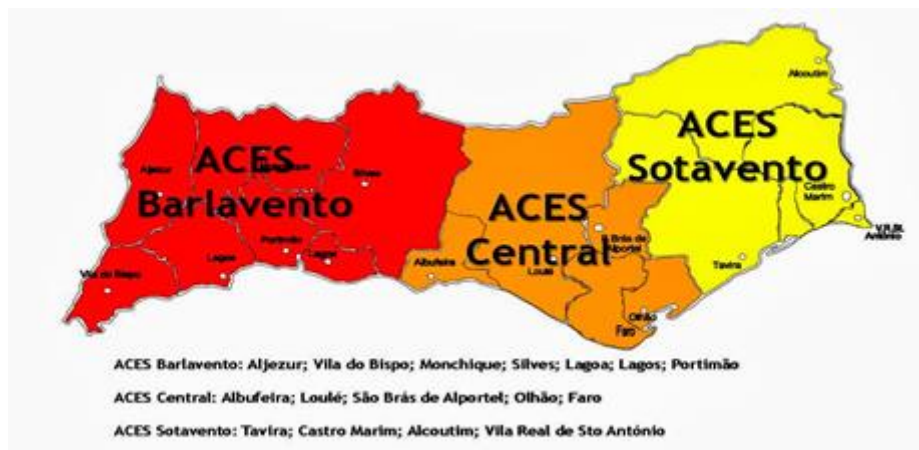 ACES
Sotavento
Alcoutim
Castro
Marim
António
Tavira
ACES
Barlavento
Aljezur
Silves
Portimão
Lagos
Lagoa
Vila do Bispo
ACES
Central
Brás de
Alportel
Albufeira
Loulé
Olhão
Faro
ACES Barlavento: Aljezur; Vila do Bispo; Monchique; Silves; Lagoa; Lagos; Portimão
ACES Central: Albufeira; Loulé; São Brás de Alportel; Olhão; Faro
ACES Sotavento: Tavira; Castro Marim; Alcoutim; Vila Real de Sto António